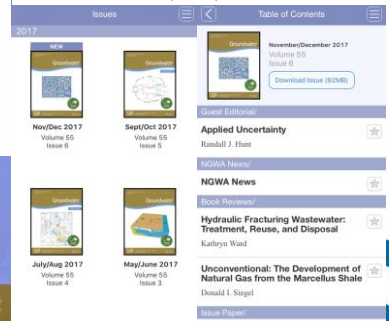 Issues
2017
NEW
Groundwater
Groundwater
Nov/Dec 2017
Volume 55
Issue 6
Sept/Oct 2017
Volume 55
Issue 5
Groundwater
Groundwater
July/Aug 2017
Volume 55
Issue 4
May/June 2017
Volume 55
Issue 3
Table of Contents
Groundwater
November/December 2017
Volume 55
Issue 6
Download Issue (92MB)
Guest Editorial/
Applied Uncertainty
Randall J. Hunt
NGWA News/
NGWA News
Book Reviews/
Hydraulic Fracturing Wastewater:
Treatment, Reuse, and Disposal
Kathryn Ward
Unconventional: The Development of
Natural Gas from the Marcellus Shale
Donald I. Siegel
Issue Paper/